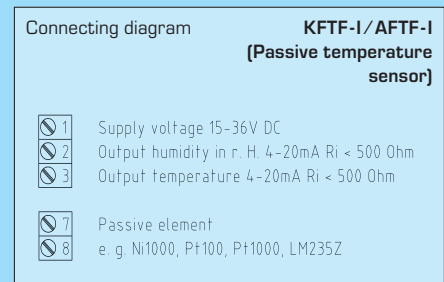 Connecting diagram KFTF-I/AFTF-I
(Passive temperature
sensor)
1 Supply voltage 15-36V DC
2 Output humidity in r. H. 4-20mA Ri < 500 Ohm
3 Output temperature 4-20mA Ri < 500 Ohm
7 Passive element
8 e. g. Ni1000, Pt100, Pt1000, LM235Z